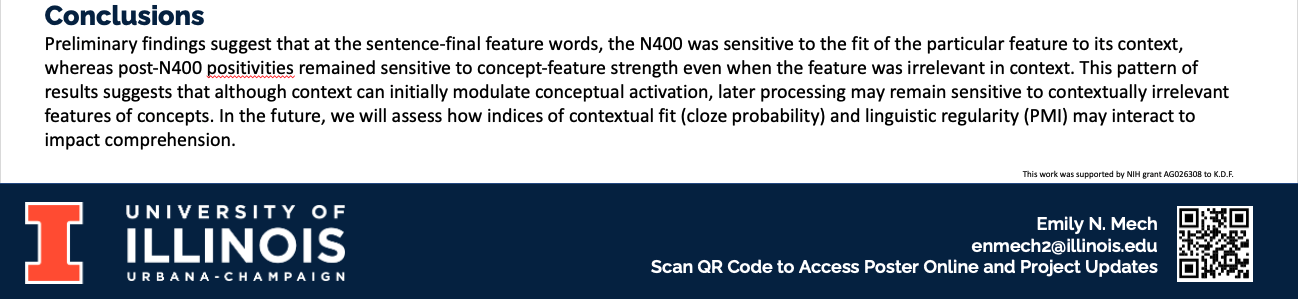 Conclusions
Preliminary findings suggest that at the sentence-final feature words, the N400 was sensitive to the fit of the particular feature to its context,
whereas post-N400 positivities remained sensitive to concept-feature strength even when the feature was irrelevant in context. This pattern of
results suggests that although context can initially modulate conceptual activation, later processing may remain sensitive to contextually irrelevant
features of concepts. In the future, we will assess how indices of contextual fit (cloze probability) and linguistic regularity (PMI) may interact to
impact comprehension.
This work was supported by NIH grant AG026308 to K.D.F.
UNIVERSITY OF
ILLINOIS
URBANA-CHAMPAIGN
Emily N. Mech
enmech2@illinois.edu
Scan QR Code to Access Poster Online and Project Updates